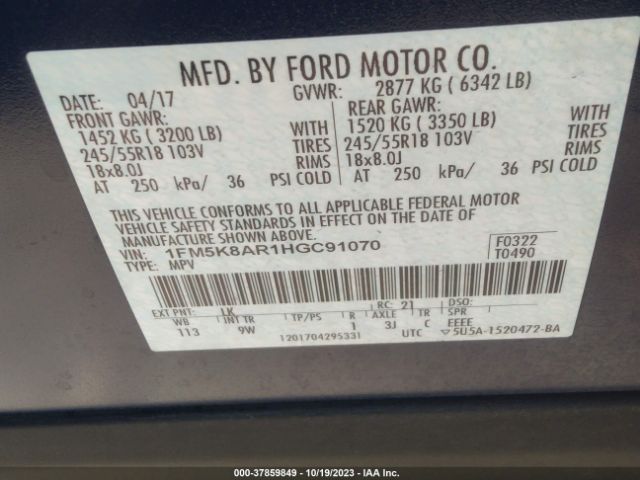 MFD. BY FORD MOTOR CO.
DATE: 04/17 GVWR: 2877 KG ( 6342 LB)
FRONT GAWR: REAR GAWR:
1452 KG ( 3200 LB) WITH 1520 KG ( 3350 LB) WITH
245/55R18 103V TIRES 245/55R18 103V TIRES
18x8.0J RIMS 18x8.0J RIMS
AT 250 kPa/ 36 PSI COLD AT 250 kPa/ 36 PSI COLD
THIS VEHICLE CONFORMS TO ALL APPLICABLE FEDERAL MOTOR
VEHICLE SAFETY STANDARDS IN EFFECT ON THE DATE OF
MANUFACTURE SHOWN ABOVE.
VIN: 1FM5K8AR1HGC91070 F0322
TYPE: MPV T0490
EXT PNT: LK RC: 21 DSO:
WB INT TR TP/PS R AXLE TR SPR
113 9W 1 3J C EEEE
1201704295331 UTC 5U5A-1520472-BA
00-37859849 - 10/19/2023 - IAA Inc.